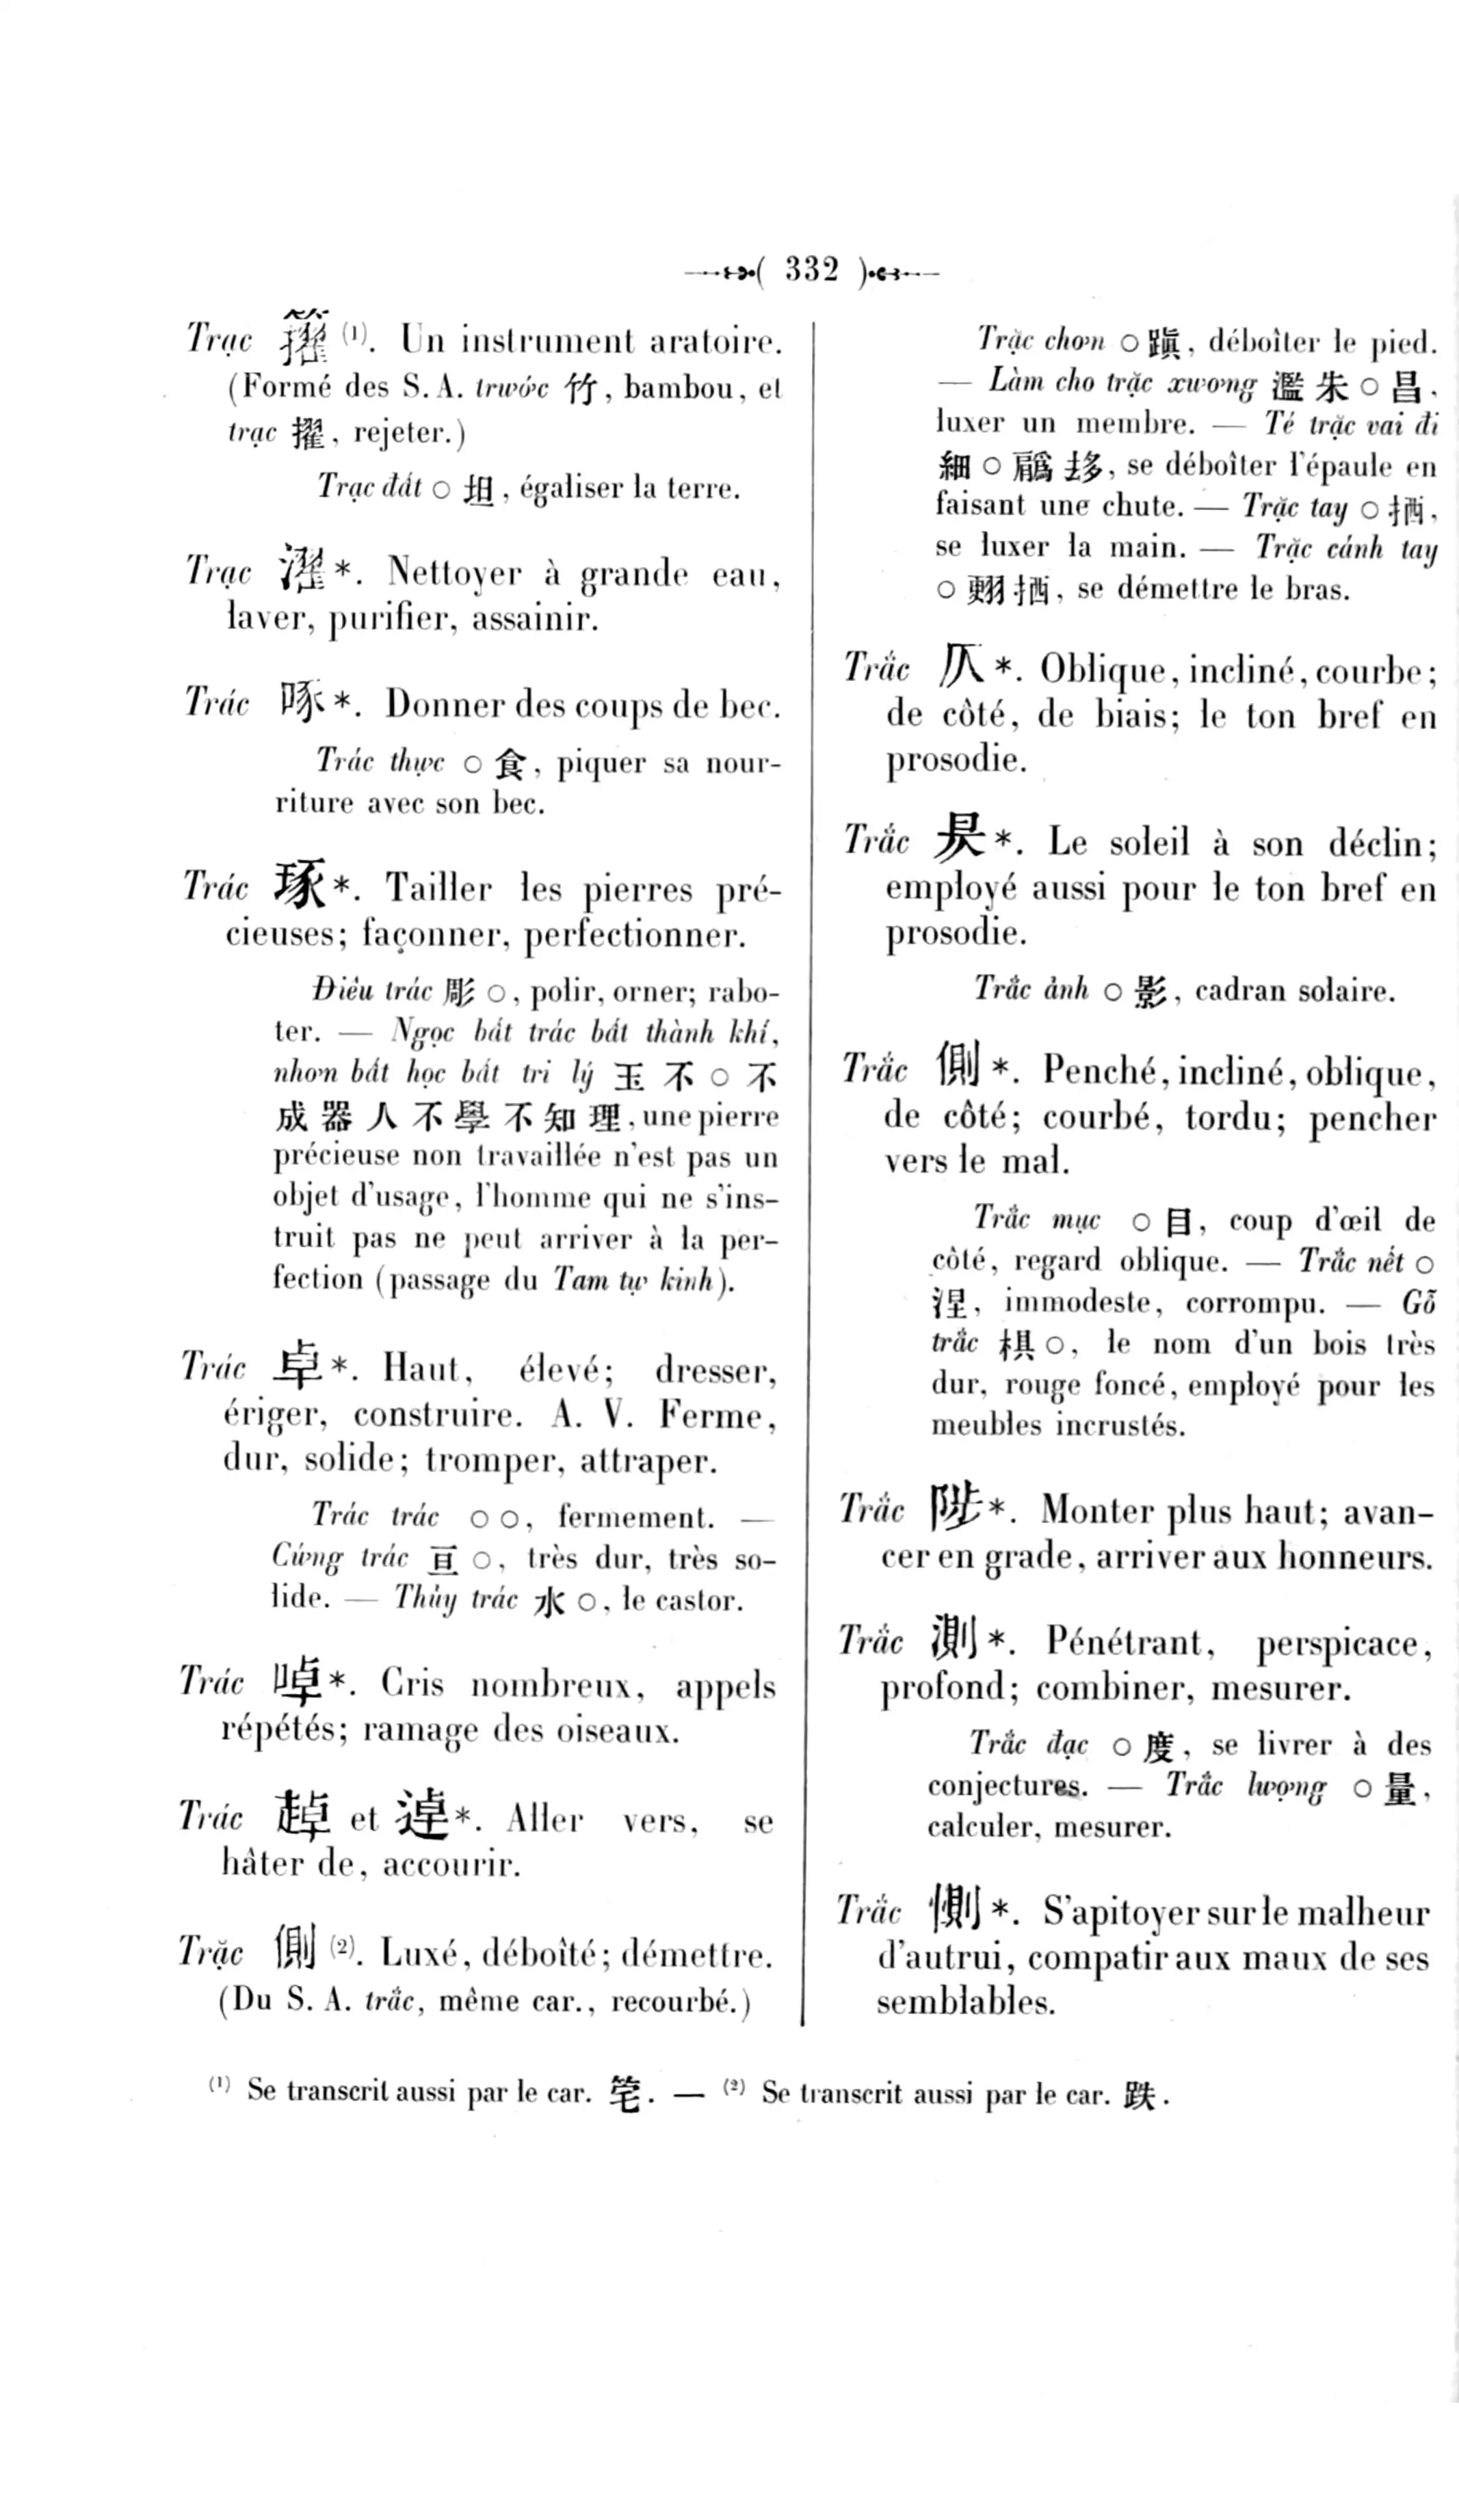 ( 332 )
Trạc 籊 (1). Un instrument aratoire.
(Formé des S. A. trước 竹, bambou, et
trạc 擢, rejeter.)
Trạc đất ○ 坦, égaliser la terre.
Trạc 濯*. Nettoyer à grande eau,
laver, purifier, assainir.
Trác 啄*. Donner des coups de bec.
Trác thực ○ 食, piquer sa nour-
riture avec son bec.
Trác 琢*. Tailler les pierres pré-
cieuses; façonner, perfectionner.
Điêu trác 彫 ○, polir, orner; rabo-
ter. — Ngọc bất trác bất thành khí,
nhơn bất học bất tri lý 玉 不 ○ 不
成 器 人 不 學 不 知 理, une pierre
précieuse non travaillée n'est pas un
objet d'usage, l'homme qui ne s'ins-
truit pas ne peut arriver à la per-
fection (passage du Tam tự kinh).
Trác 卓*. Haut, élevé; dresser,
ériger, construire. A. V. Ferme,
dur, solide; tromper, attraper.
Trác trác ○ ○, fermement. —
Cứng trác 亘 ○, très dur, très so-
lide. — Thủy trác 水 ○, le castor.
Trác 啅*. Cris nombreux, appels
répétés; ramage des oiseaux.
Trác 趠 et 逴*. Aller vers, se
hâter de, accourir.
Trặc 側 (2). Luxé, déboîté; démettre.
(Du S. A. trắc, même car., recourbé.)
Trặc chơn ○ 蹎, déboîter le pied.
— Làm cho trặc xương 濫 朱 ○ 昌,
luxer un membre. — Té trặc vai đi
細 ○ 𦠘 𠫾, se déboîter l'épaule en
faisant une chute. — Trặc tay ○ 𢬣,
se luxer la main. — Trặc cánh tay
○ 𦑃 𢬣, se démettre le bras.
Trắc 仄 *. Oblique, incliné, courbe;
de côté, de biais; le ton bref en
prosodie.
Trắc 昃*. Le soleil à son déclin;
employé aussi pour le ton bref en
prosodie.
Trắc ảnh ○ 影, cadran solaire.
Trắc 側 *. Penché, incliné, oblique,
de côté; courbé, tordu; pencher
vers le mal.
Trắc mục ○ 目, coup d'œil de
côté, regard oblique. — Trắc nết ○
涅, immodeste, corrompu. — Gỗ
trắc 棋 ○, le nom d'un bois très
dur, rouge foncé, employé pour les
meubles incrustés.
Trắc 陟*. Monter plus haut; avan-
cer en grade, arriver aux honneurs.
Trắc 測 *. Pénétrant, perspicace,
profond; combiner, mesurer.
Trắc đạc ○ 度, se livrer à des
conjectures. — Trắc lượng ○ 量,
calculer, mesurer.
Trắc 惻 *. S'apitoyer sur le malheur
d'autrui, compatir aux maux de ses
semblables.
(1) Se transcrit aussi par le car. 笔. — (2) Se transcrit aussi par le car. 跌.